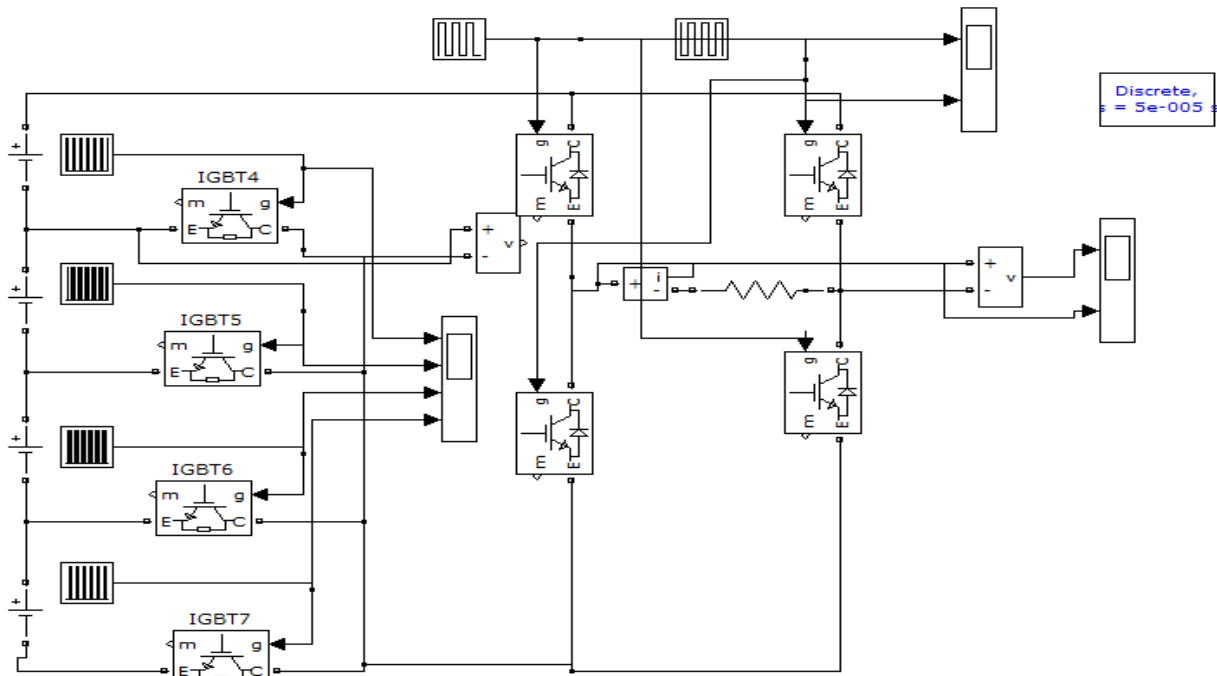 Discrete,
s = 5e-005 s
g C
m E
g C
m E
IGBT4
m g
E C
+
v
-
+ i
-
+
v
-
IGBT5
m g
E C
g C
m E
g C
m E
IGBT6
m g
E C
IGBT7
m g
E C
+
+
+
+